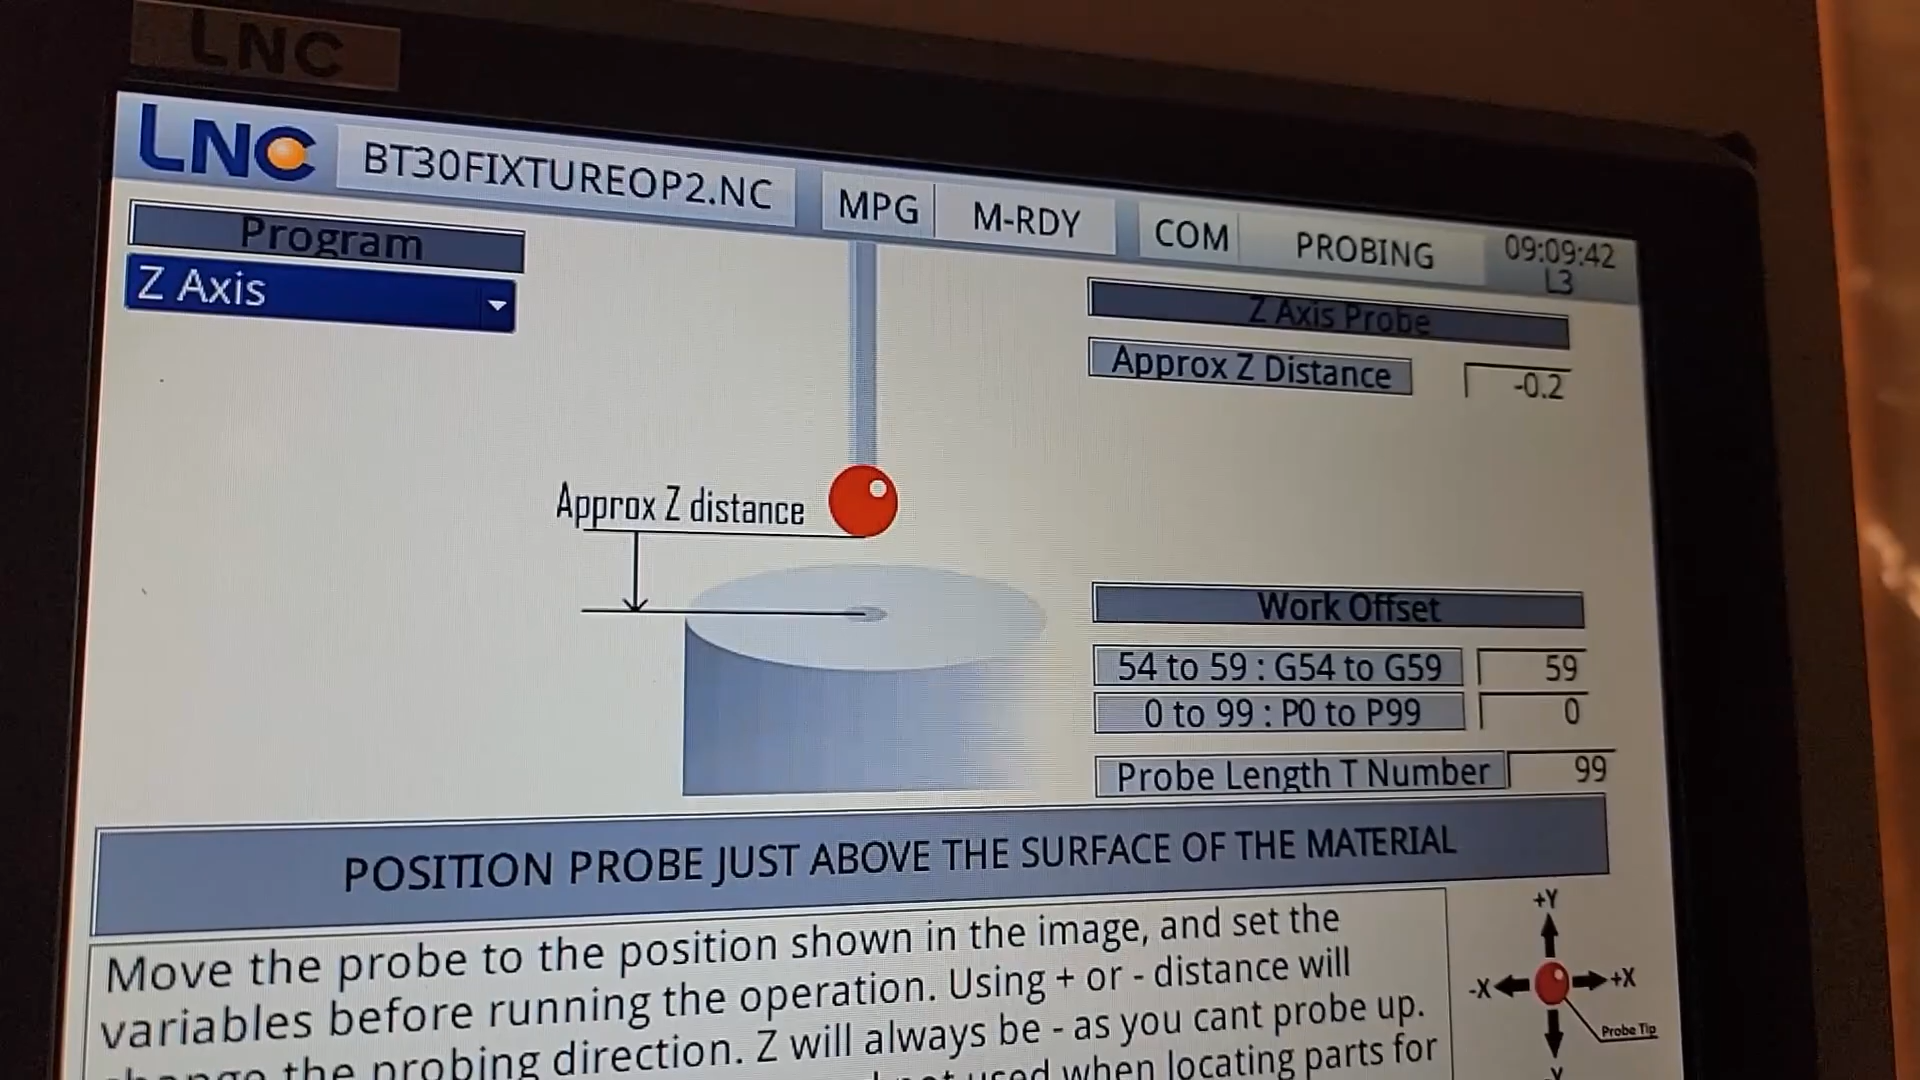 LNC
LNC BT30FIXTUREOP2.NC MPG M-RDY COM PROBING 09:09:42
L3
Program
Z Axis
Z Axis Probe
Approx Z Distance -0.2
Approx Z distance
Work Offset
54 to 59 : G54 to G59 59
0 to 99 : P0 to P99 0
Probe Length T Number 99
POSITION PROBE JUST ABOVE THE SURFACE OF THE MATERIAL
Move the probe to the position shown in the image, and set the
variables before running the operation. Using + or - distance will
change the probing direction. Z will always be - as you cant probe up.
not used when locating parts for
+Y
-X +X
Probe Tip
-Y